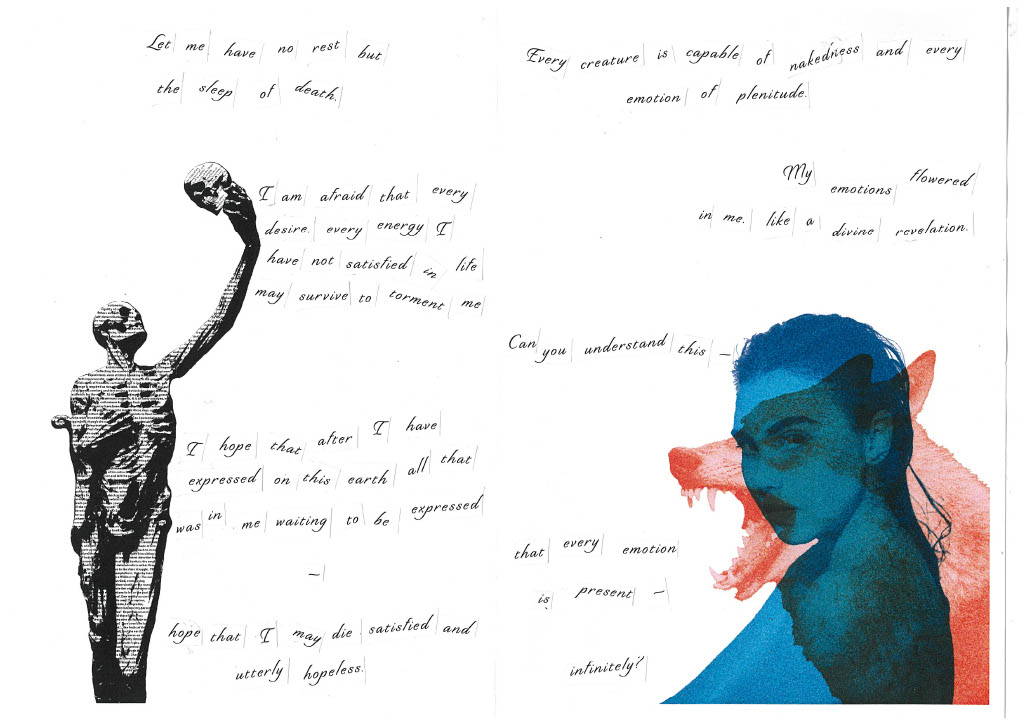 Let me have no rest but
the sleep of death.
I am afraid that every
desire, every energy I
have not satisfied in life
may survive to torment me
I hope that after I have
expressed on this earth all that
was in me waiting to be expressed
—
hope that I may die satisfied and
utterly hopeless.
Every creature is capable of nakedness and every
emotion of plenitude.
My emotions flowered
in me, like a divine revelation.
Can you understand this —
that every emotion
is present —
infinitely?